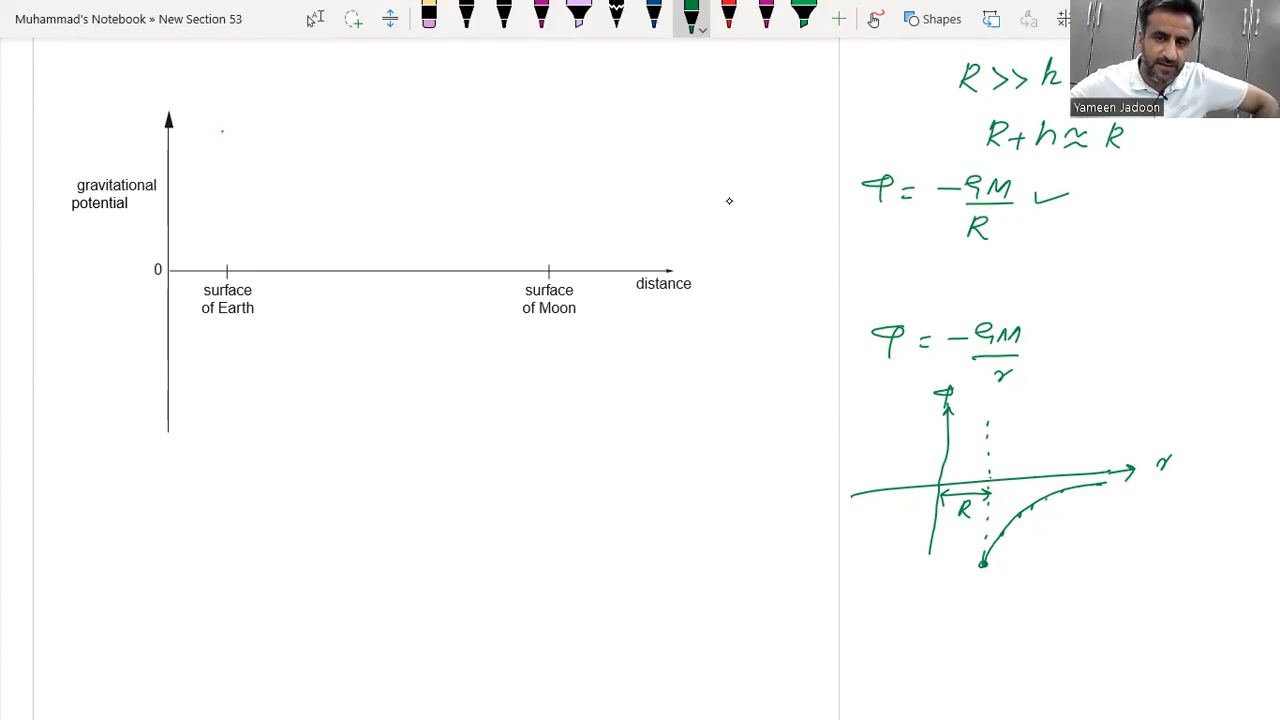 Muhammad's Notebook » New Section 53
Shapes
Yameen Jadoon
R >> h
R + h ≈ R
φ = -GM/R ✓
gravitational
potential
0
surface
of Earth
surface
of Moon
distance
φ = -GM/r
φ
r
R